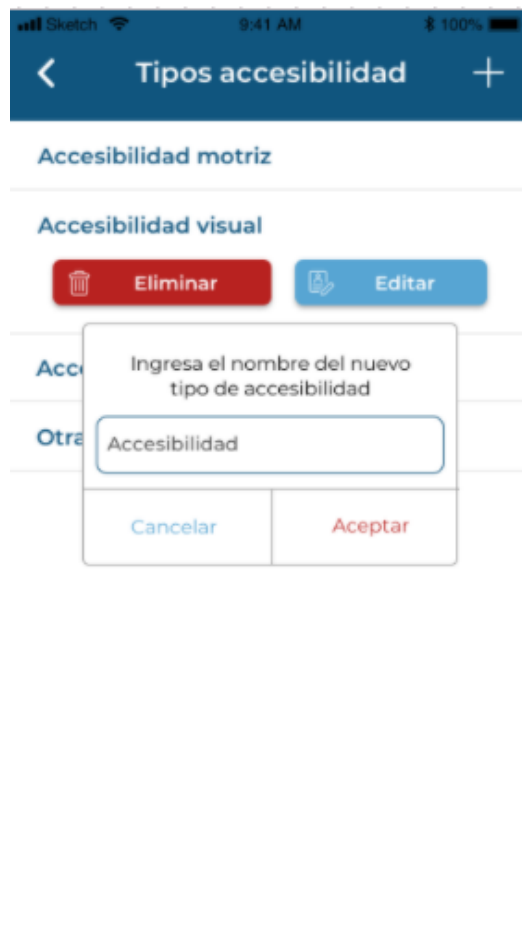 Sketch 9:41 AM 100%
Tipos accesibilidad
Accesibilidad motriz
Accesibilidad visual
Eliminar Editar
Ingresa el nombre del nuevo
tipo de accesibilidad
Accesibilidad
Cancelar Aceptar